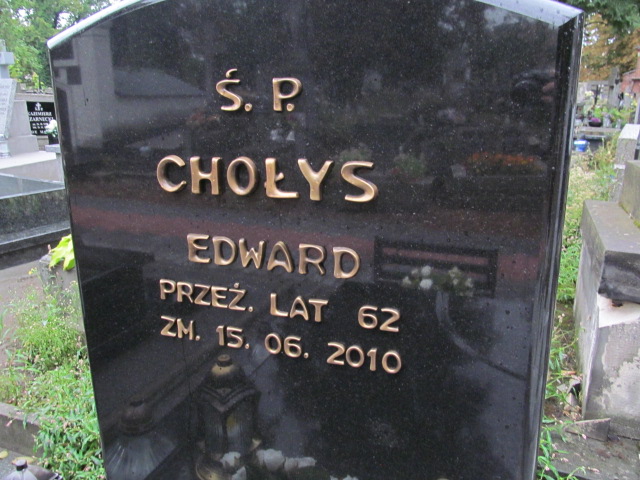 Ś. P.
CHOŁYS
EDWARD
PRZEŻ. LAT 62
ZM. 15.06.2010